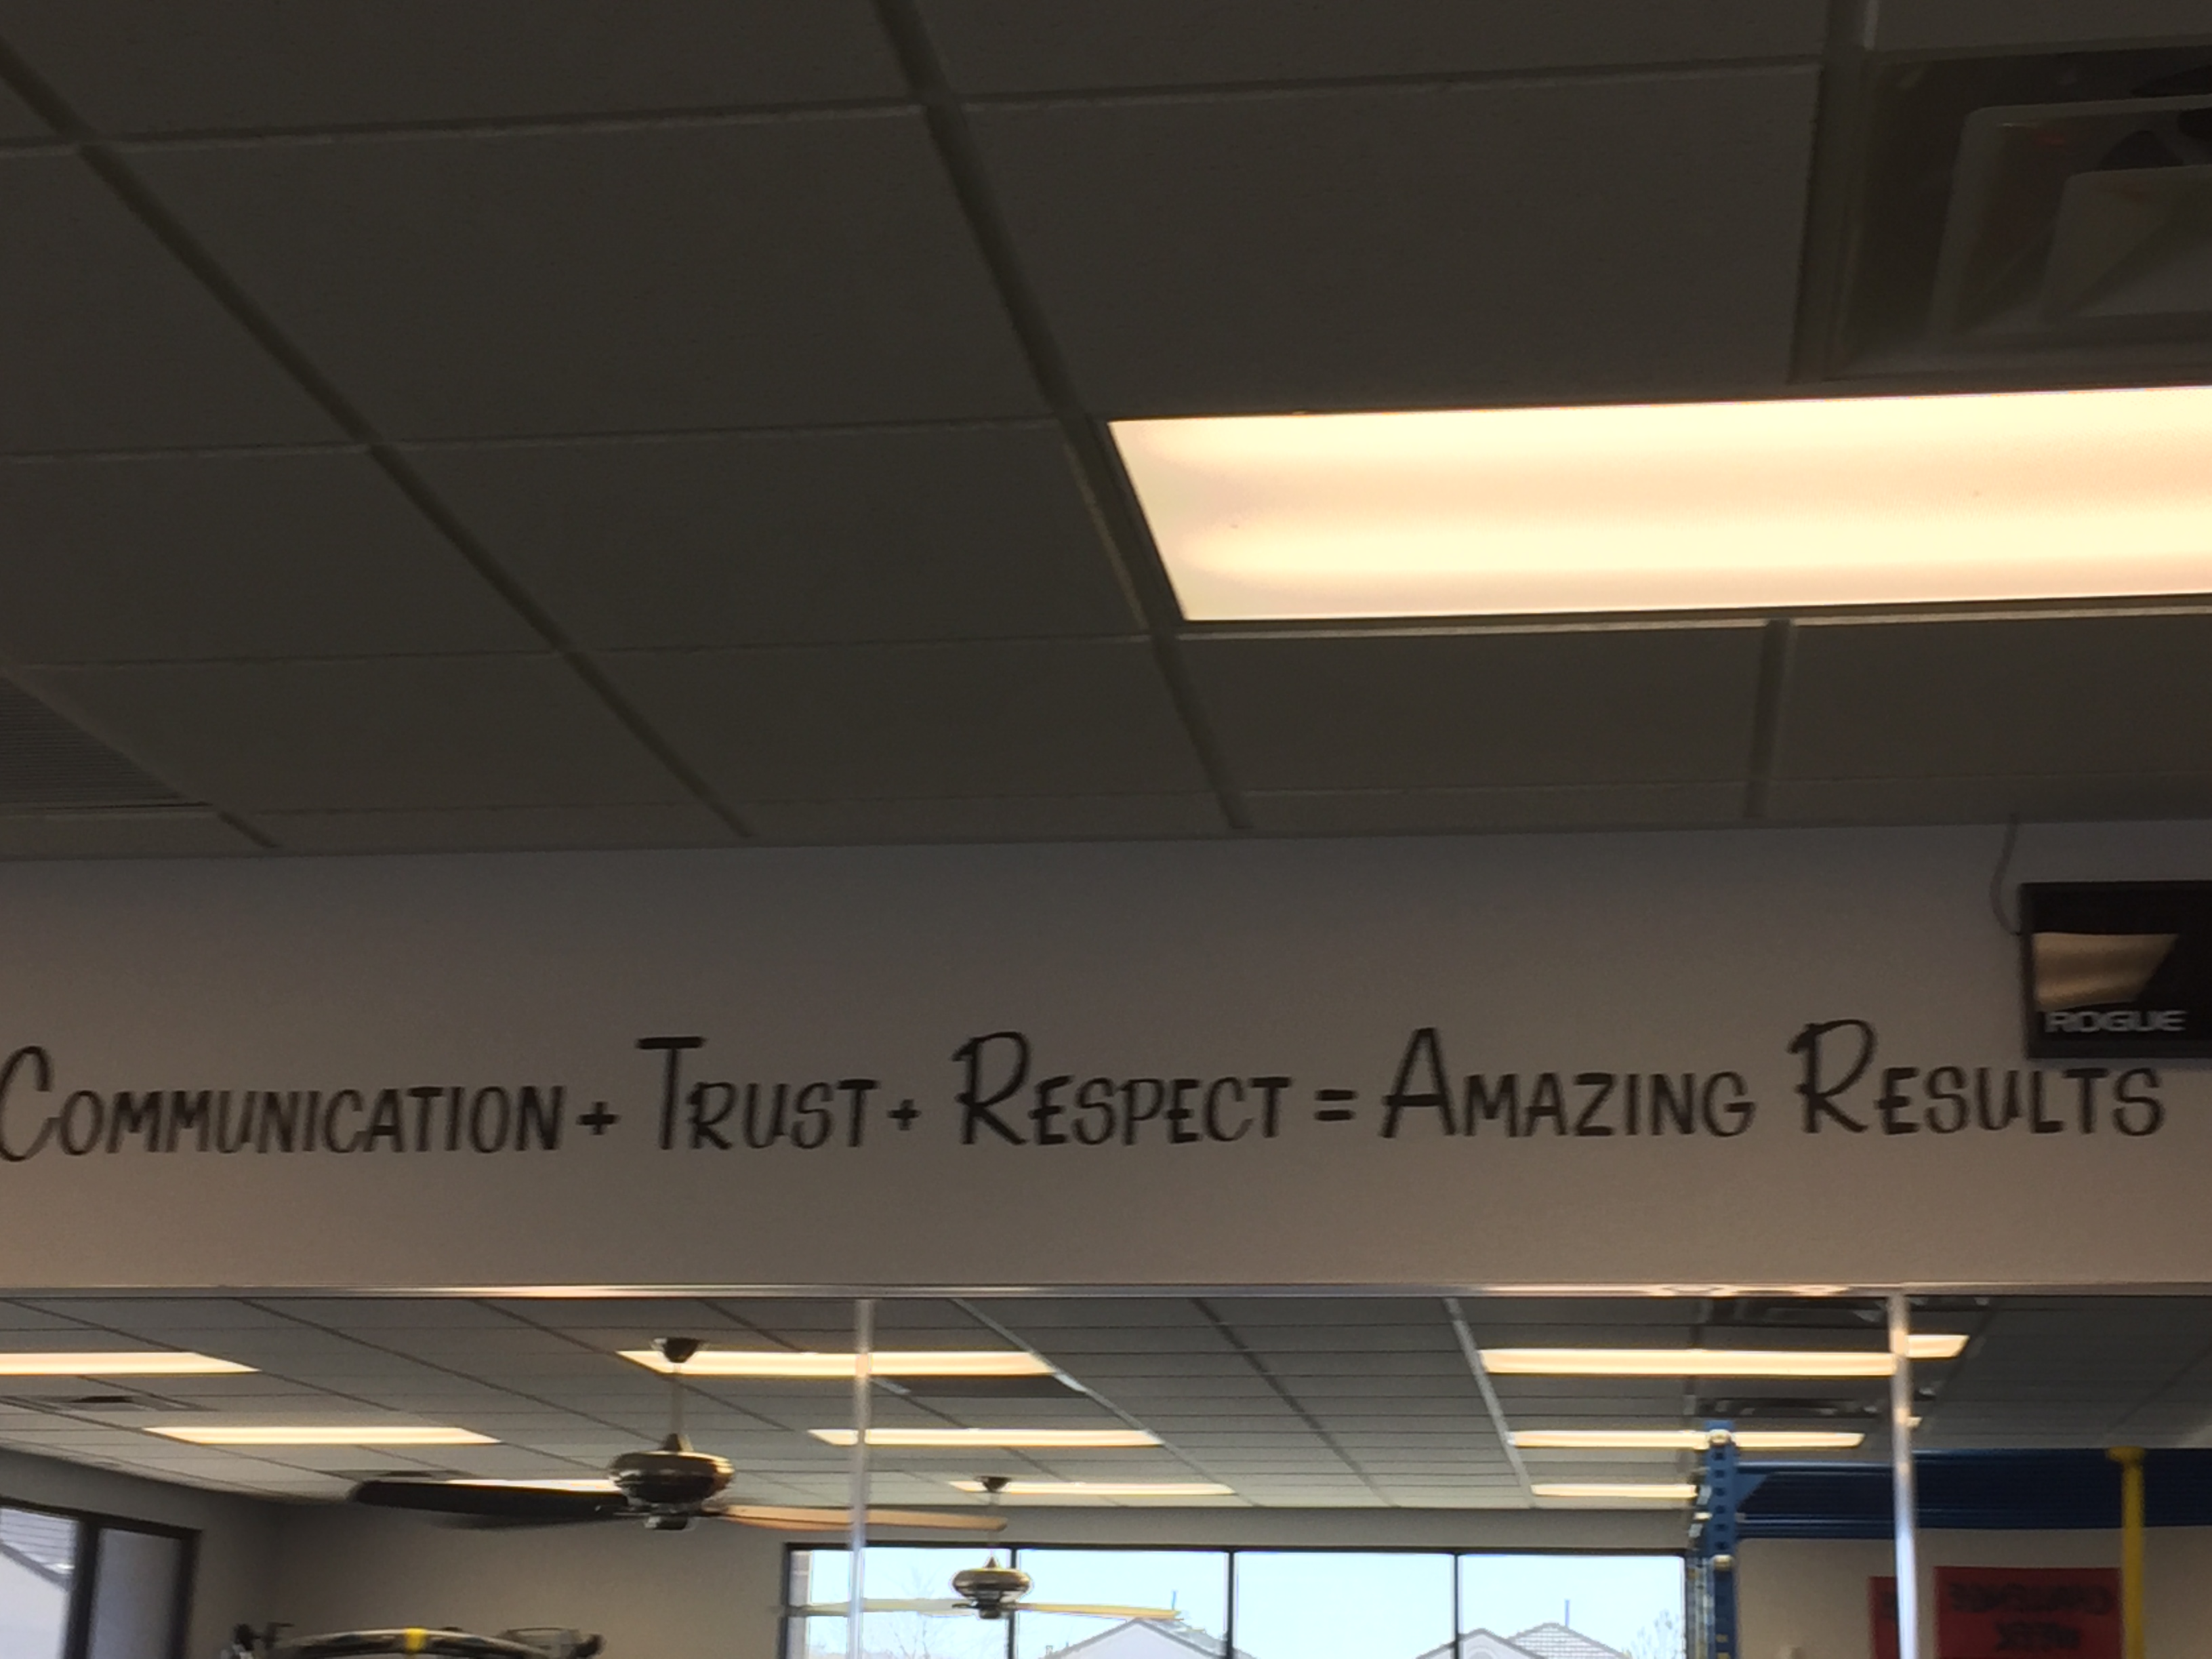 ROGUE
COMMUNICATION + TRUST + RESPECT = AMAZING RESULTS